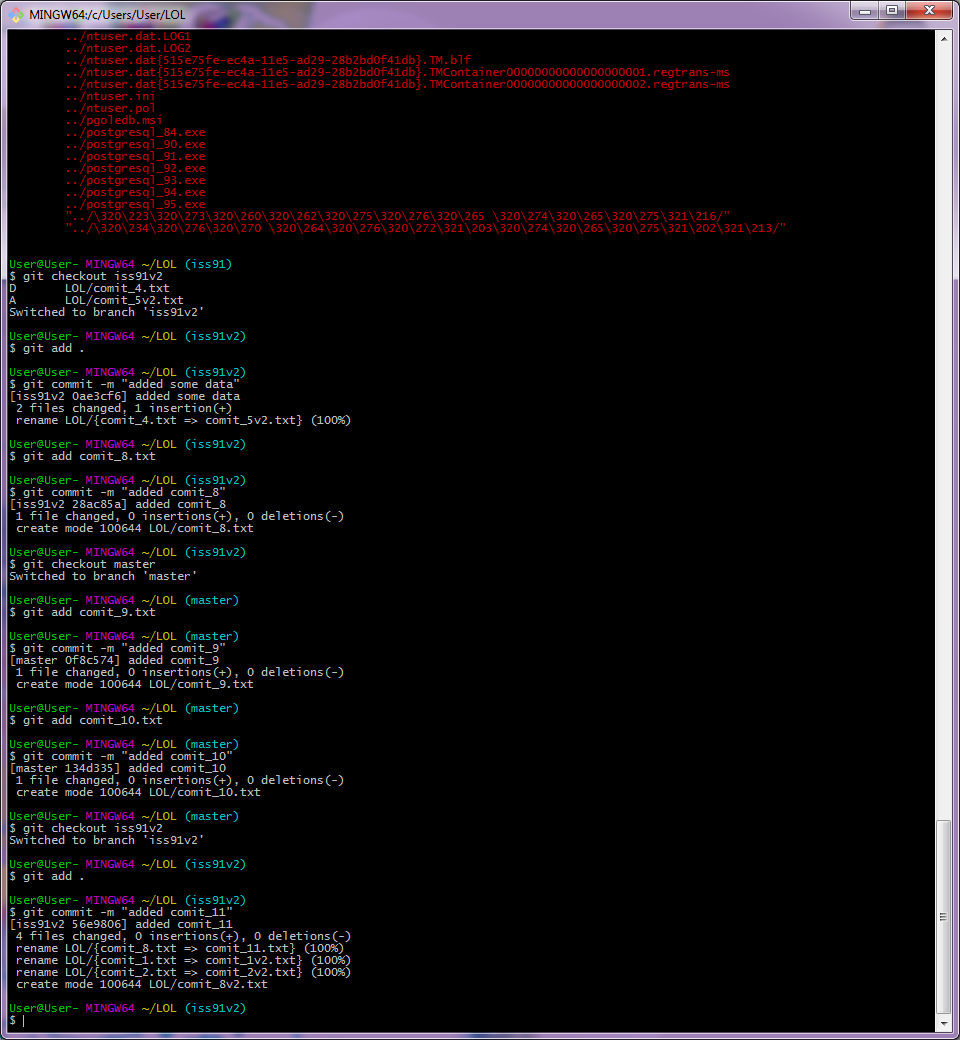 MINGW64:/c/Users/User/LOL
../ntuser.dat.LOG1
../ntuser.dat.LOG2
../ntuser.dat{515e75fe-ec4a-11e5-ad29-28b2bd0f41db}.TM.blf
../ntuser.dat{515e75fe-ec4a-11e5-ad29-28b2bd0f41db}.TMContainer00000000000000000001.regtrans-ms
../ntuser.dat{515e75fe-ec4a-11e5-ad29-28b2bd0f41db}.TMContainer00000000000000000002.regtrans-ms
../ntuser.ini
../ntuser.pol
../pgoledb.msi
../postgresql_84.exe
../postgresql_90.exe
../postgresql_91.exe
../postgresql_92.exe
../postgresql_93.exe
../postgresql_94.exe
../postgresql_95.exe
"../\320\223\320\273\320\260\320\262\320\275\320\276\320\265 \320\274\320\265\320\275\321\216/"
"../\320\234\320\276\320\270 \320\264\320\276\320\272\321\203\320\274\320\265\320\275\321\202\321\213/"
User@User- MINGW64 ~/LOL (iss91)
$ git checkout iss91v2
D       LOL/comit_4.txt
A       LOL/comit_5v2.txt
Switched to branch 'iss91v2'
User@User- MINGW64 ~/LOL (iss91v2)
$ git add .
User@User- MINGW64 ~/LOL (iss91v2)
$ git commit -m "added some data"
[iss91v2 0ae3cf6] added some data
2 files changed, 1 insertion(+)
rename LOL/{comit_4.txt => comit_5v2.txt} (100%)
User@User- MINGW64 ~/LOL (iss91v2)
$ git add comit_8.txt
User@User- MINGW64 ~/LOL (iss91v2)
$ git commit -m "added comit_8"
[iss91v2 28ac85a] added comit_8
1 file changed, 0 insertions(+), 0 deletions(-)
create mode 100644 LOL/comit_8.txt
User@User- MINGW64 ~/LOL (iss91v2)
$ git checkout master
Switched to branch 'master'
User@User- MINGW64 ~/LOL (master)
$ git add comit_9.txt
User@User- MINGW64 ~/LOL (master)
$ git commit -m "added comit_9"
[master 0f8c574] added comit_9
1 file changed, 0 insertions(+), 0 deletions(-)
create mode 100644 LOL/comit_9.txt
User@User- MINGW64 ~/LOL (master)
$ git add comit_10.txt
User@User- MINGW64 ~/LOL (master)
$ git commit -m "added comit_10"
[master 134d335] added comit_10
1 file changed, 0 insertions(+), 0 deletions(-)
create mode 100644 LOL/comit_10.txt
User@User- MINGW64 ~/LOL (master)
$ git checkout iss91v2
Switched to branch 'iss91v2'
User@User- MINGW64 ~/LOL (iss91v2)
$ git add .
User@User- MINGW64 ~/LOL (iss91v2)
$ git commit -m "added comit_11"
[iss91v2 56e9806] added comit_11
4 files changed, 0 insertions(+), 0 deletions(-)
rename LOL/{comit_8.txt => comit_11.txt} (100%)
rename LOL/{comit_1.txt => comit_1v2.txt} (100%)
rename LOL/{comit_2.txt => comit_2v2.txt} (100%)
create mode 100644 LOL/comit_8v2.txt
User@User- MINGW64 ~/LOL (iss91v2)
$